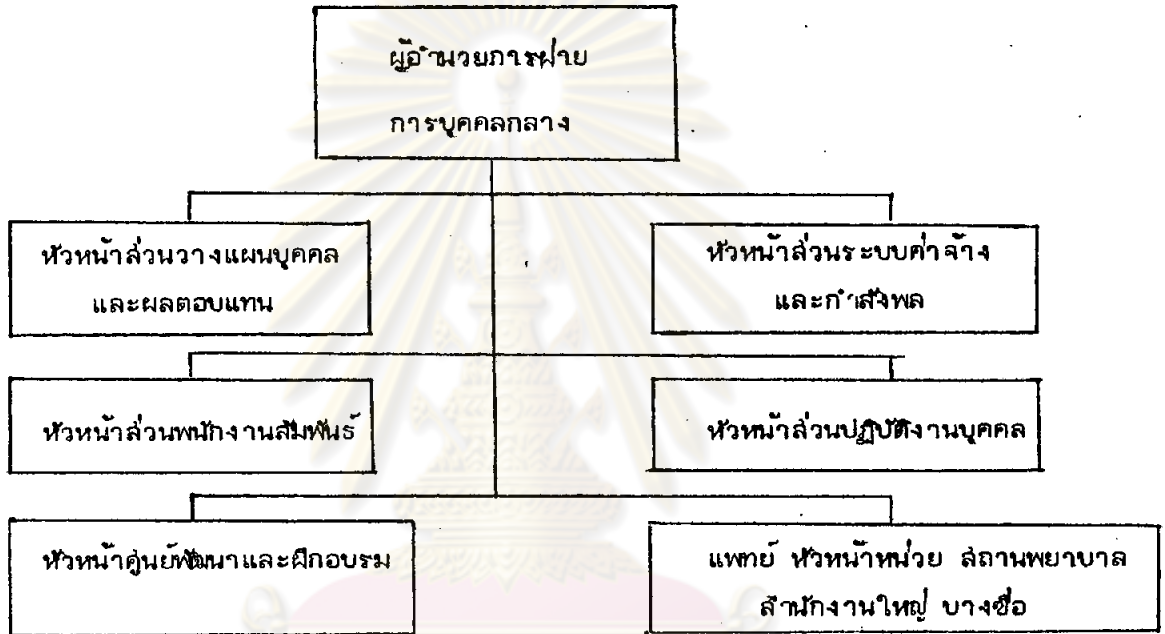 ผู้อำนวยการฝ่าย
การบุคคลกลาง
หัวหน้าส่วนวางแผนบุคคล
และผลตอบแทน
หัวหน้าส่วนระบบค่าจ้าง
และกำลังพล
หัวหน้าส่วนพนักงานสัมพันธ์
หัวหน้าส่วนปฏิบัติงานบุคคล
หัวหน้าศูนย์พัฒนาและฝึกอบรม
แพทย์ หัวหน้าหน่วย สถานพยาบาล
สำนักงานใหญ่ บางซื่อ